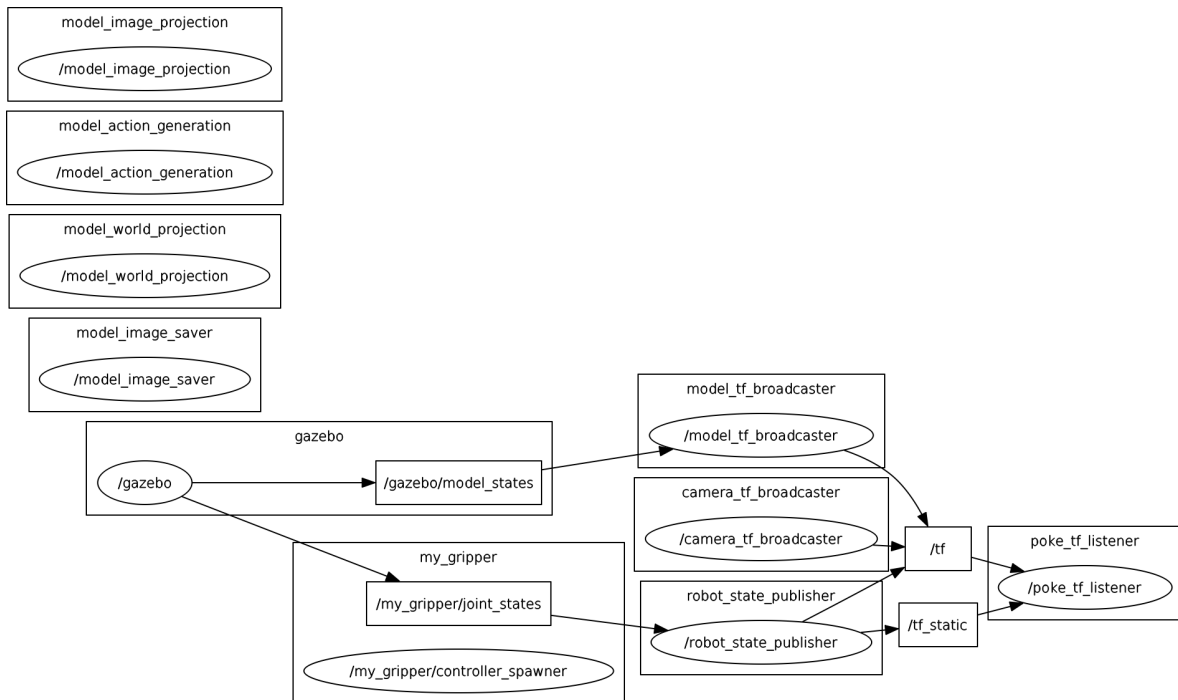 model_image_projection
/model_image_projection
model_action_generation
/model_action_generation
model_world_projection
/model_world_projection
model_image_saver
/model_image_saver
gazebo
/gazebo
/gazebo/model_states
my_gripper
/my_gripper/joint_states
/my_gripper/controller_spawner
model_tf_broadcaster
/model_tf_broadcaster
camera_tf_broadcaster
/camera_tf_broadcaster
robot_state_publisher
/robot_state_publisher
/tf
/tf_static
poke_tf_listener
/poke_tf_listener